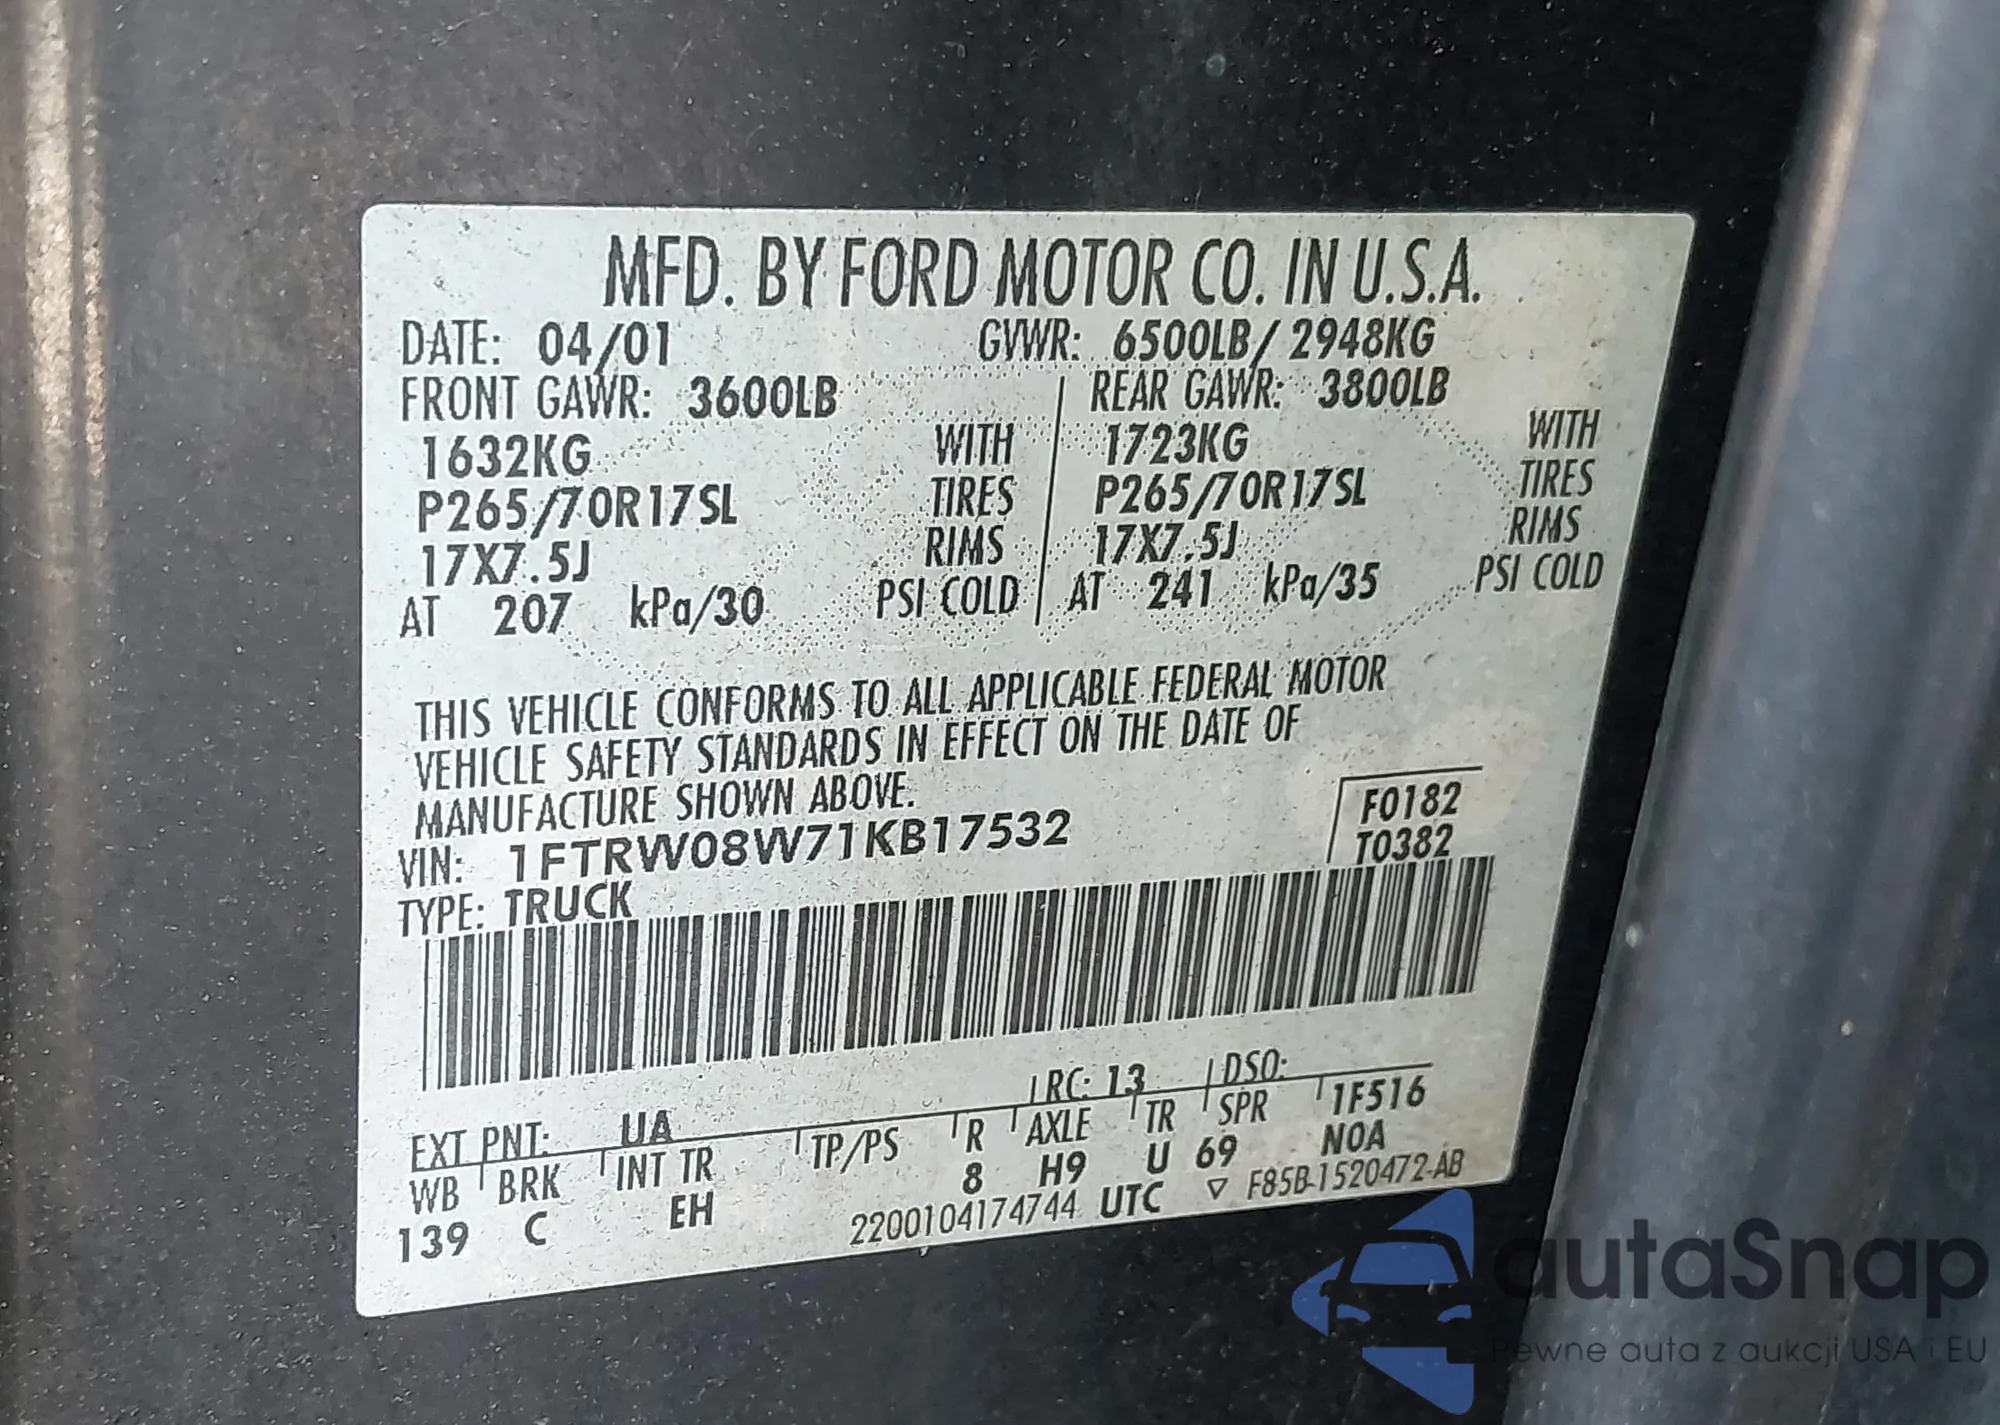 MFD. BY FORD MOTOR CO. IN U.S.A.
DATE: 04/01 GVWR: 6500LB/ 2948KG
FRONT GAWR: 3600LB REAR GAWR: 3800LB
1632KG WITH 1723KG WITH
P265/70R17SL TIRES P265/70R17SL TIRES
17X7.5J RIMS 17X7.5J RIMS
AT 207 kPa/30 PSI COLD AT 241 kPa/35 PSI COLD
THIS VEHICLE CONFORMS TO ALL APPLICABLE FEDERAL MOTOR
VEHICLE SAFETY STANDARDS IN EFFECT ON THE DATE OF
MANUFACTURE SHOWN ABOVE.
F0182
VIN: 1FTRW08W71KB17532
T0382
TYPE: TRUCK
EXT PNT: UA RC: 13 DSO:
WB BRK INT TR TP/PS R AXLE TR SPR 1F516
139 C EH 8 H9 U 69 NOA
2200104174744 UTC ▽ F85B-1520472-AB
autaSnap
Pewne auta z aukcji USA i EU